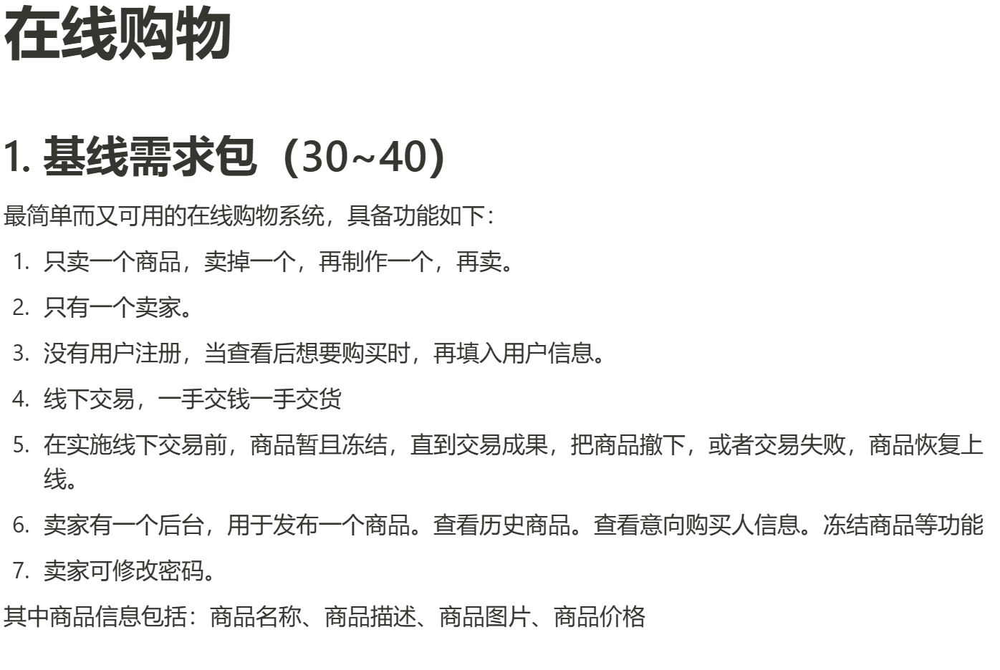 在线购物
1. 基线需求包（30~40）
最简单而又可用的在线购物系统，具备功能如下：
1. 只卖一个商品，卖掉一个，再制作一个，再卖。
2. 只有一个卖家。
3. 没有用户注册，当查看后想要购买时，再填入用户信息。
4. 线下交易，一手交钱一手交货
5. 在实施线下交易前，商品暂且冻结，直到交易成果，把商品撤下，或者交易失败，商品恢复上
线。
6. 卖家有一个后台，用于发布一个商品。查看历史商品。查看意向购买人信息。冻结商品等功能
7. 卖家可修改密码。
其中商品信息包括：商品名称、商品描述、商品图片、商品价格